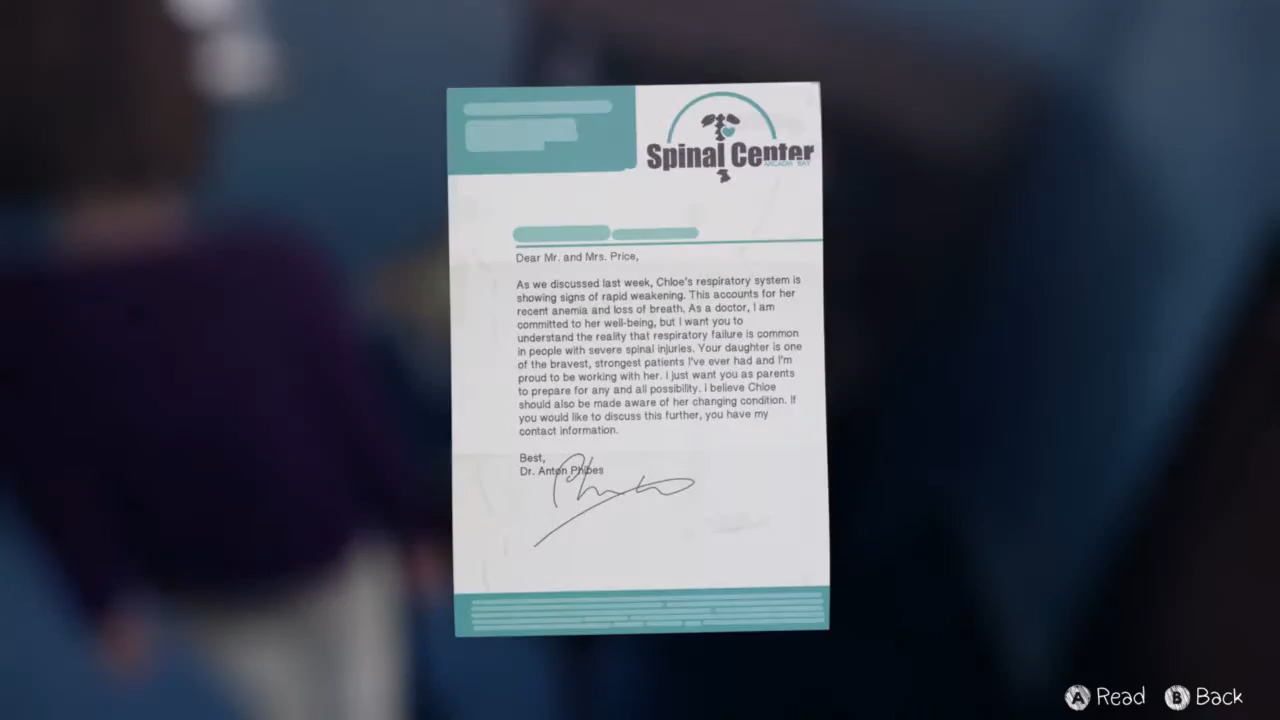 Spinal Center
ARCADIA BAY
Dear Mr. and Mrs. Price,
As we discussed last week, Chloe's respiratory system is
showing signs of rapid weakening. This accounts for her
recent anemia and loss of breath. As a doctor, I am
committed to her well-being, but I want you to
understand the reality that respiratory failure is common
in people with severe spinal injuries. Your daughter is one
of the bravest, strongest patients I've ever had and I'm
proud to be working with her. I just want you as parents
to prepare for any and all possibility. I believe Chloe
should also be made aware of her changing condition. If
you would like to discuss this further, you have my
contact information.
Best,
Dr. Anton Phibes
A Read B Back